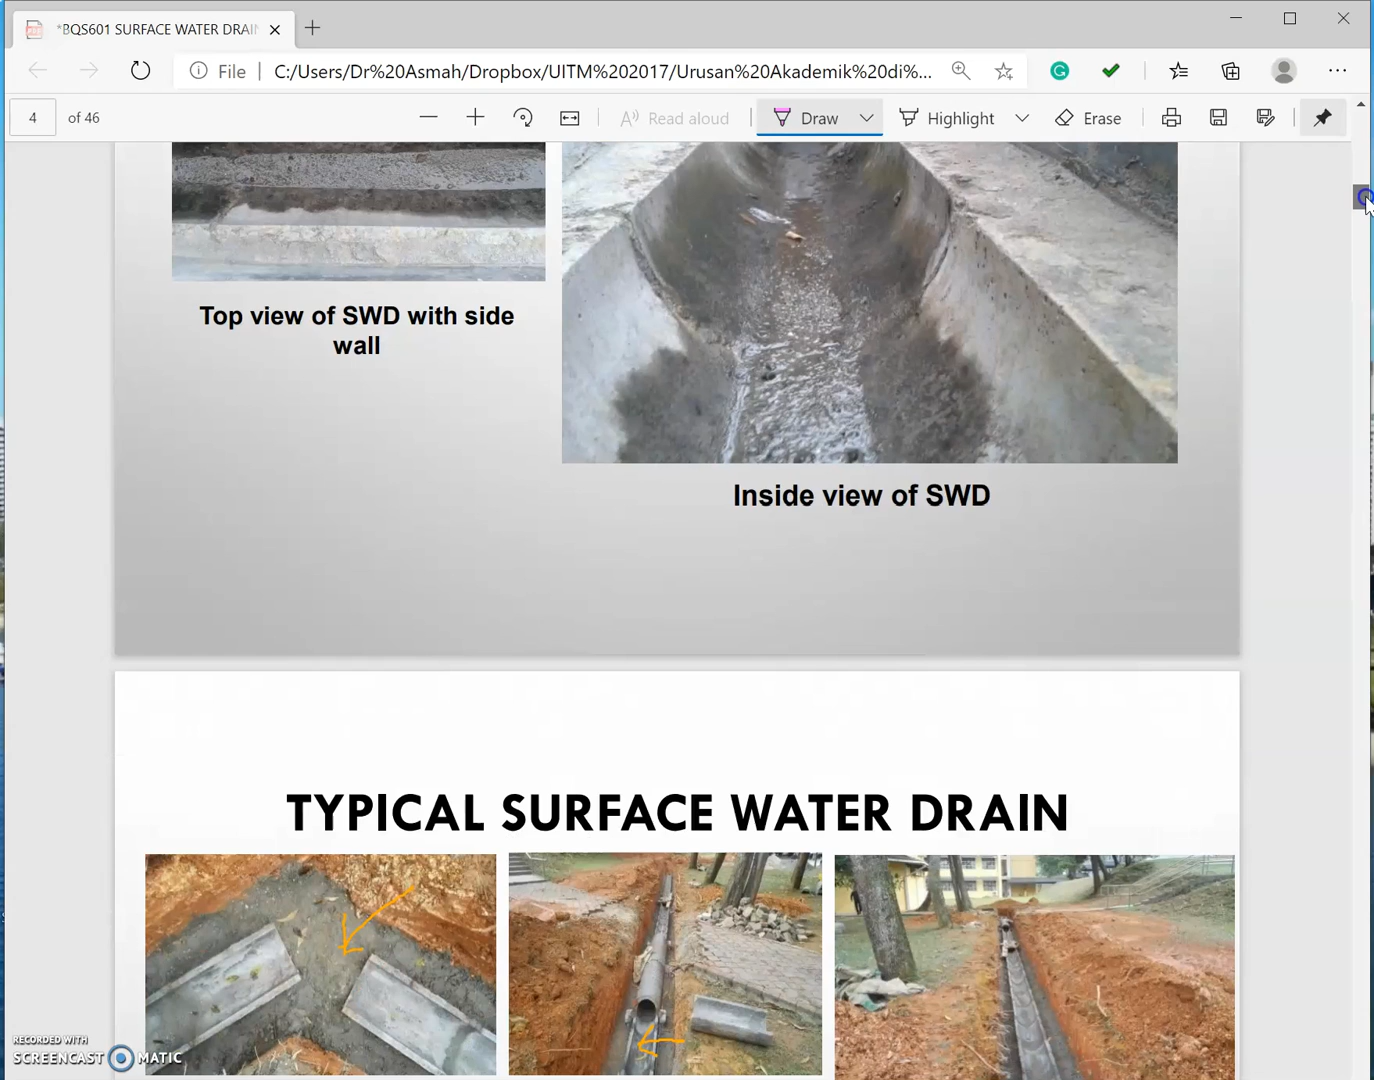 *BQS601 SURFACE WATER DRAIN
File
C:/Users/Dr%20Asmah/Dropbox/UITM%202017/Urusan%20Akademik%20di%...
4 of 46
Read aloud
Draw
Highlight
Erase
Top view of SWD with side
wall
Inside view of SWD
TYPICAL SURFACE WATER DRAIN
RECORDED WITH
SCREENCAST MATIC